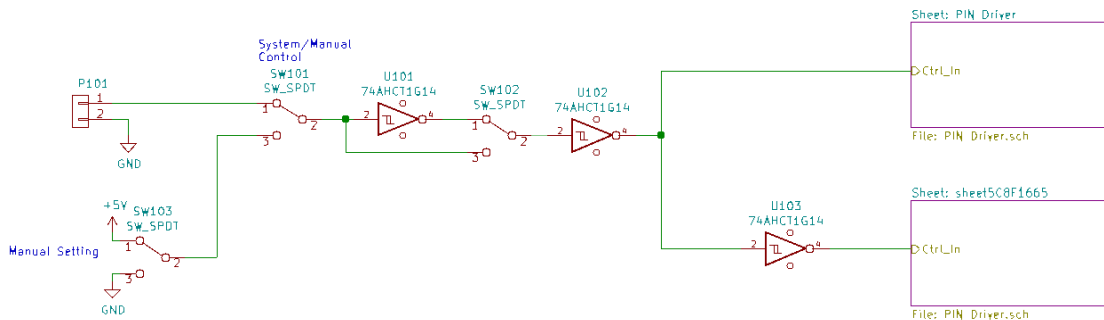 Sheet: PIN Driver
System/Manual
Control
SW101
SW_SPDT
P101
1
2
GND
1
3
2
U101
74AHCT1G14
2
4
SW102
SW_SPDT
1
3
2
U102
74AHCT1G14
2
4
Ctrl_In
File: PIN Driver.sch
+5V
SW103
SW_SPDT
Manual Setting
1
2
3
GND
U103
74AHCT1G14
2
4
Sheet: sheet5C8F1665
Ctrl_In
File: PIN Driver.sch